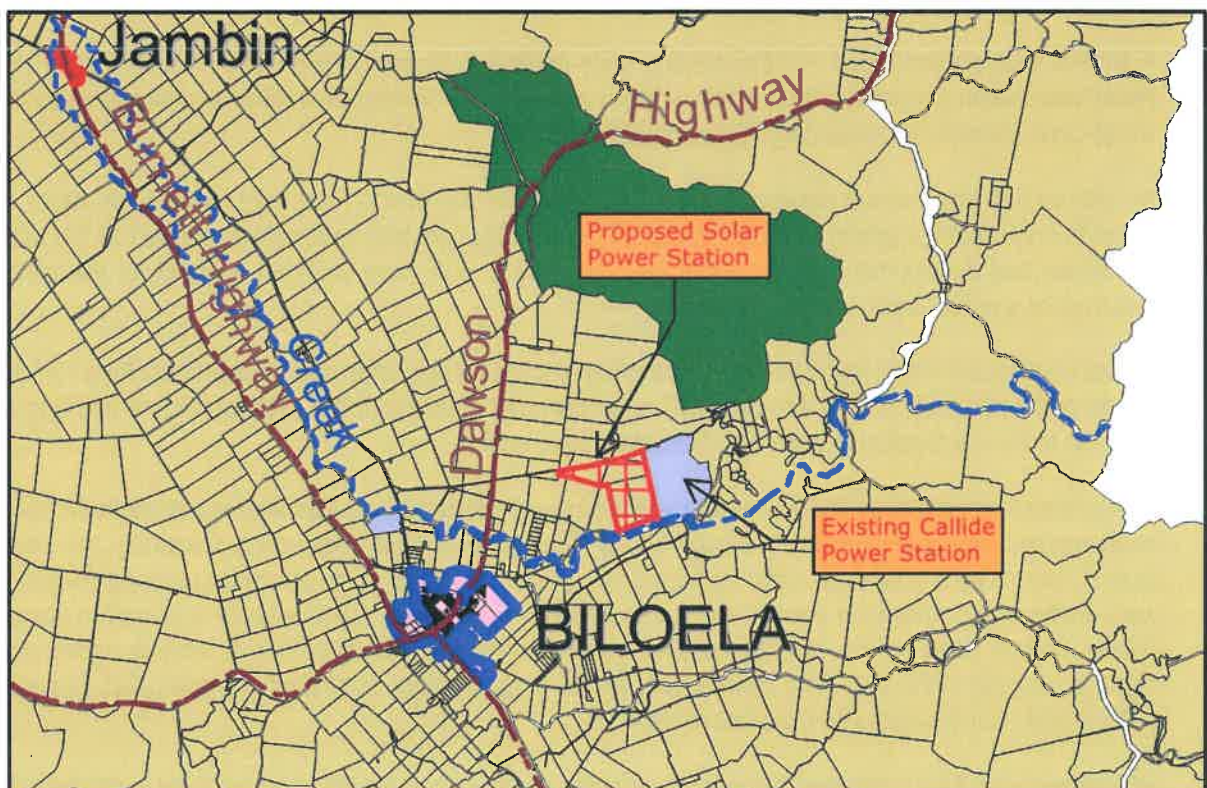 Jambin
Burnett Highway
Highway
Proposed Solar
Power Station
Creek
Dawson
Existing Callide
Power Station
BILOELA